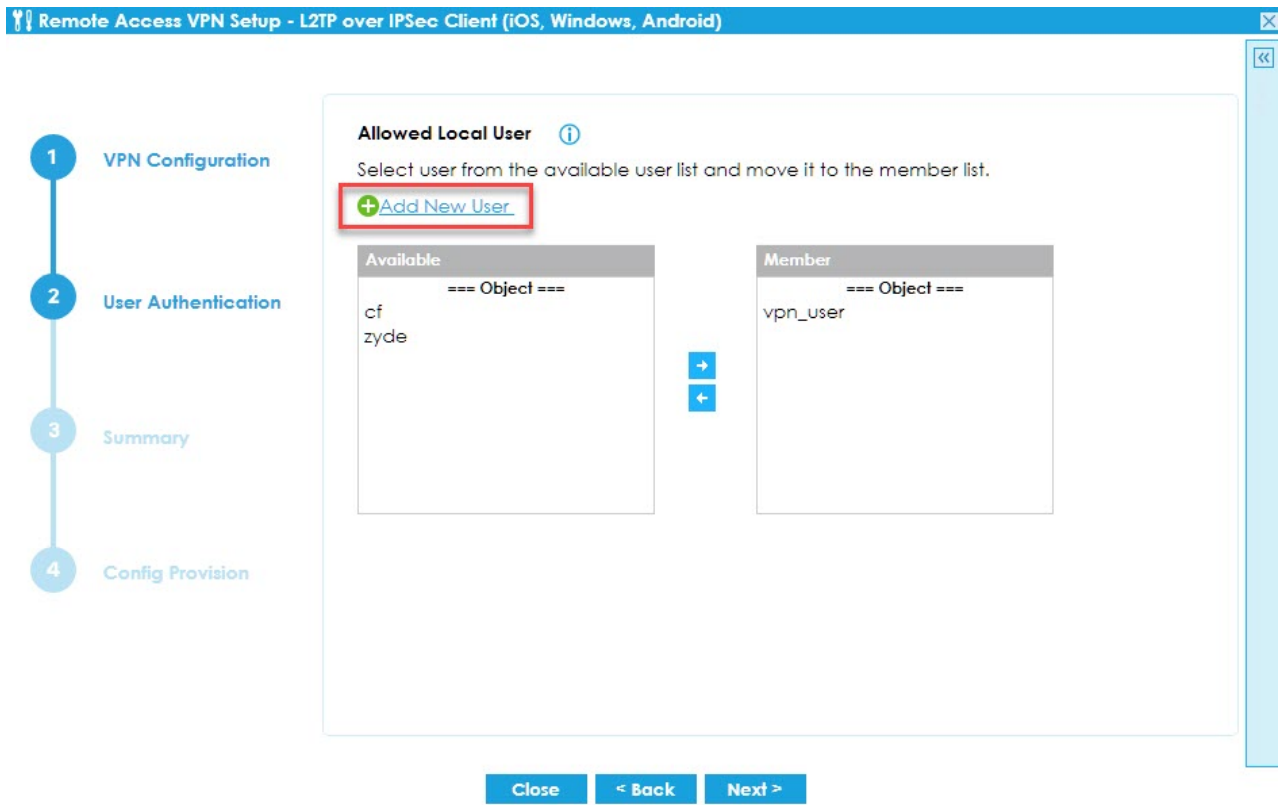 Remote Access VPN Setup - L2TP over IPSec Client (iOS, Windows, Android)
1 VPN Configuration
2 User Authentication
3 Summary
4 Config Provision
Allowed Local User
Select user from the available user list and move it to the member list.
Add New User
Available
=== Object ===
cf
zyde
Member
=== Object ===
vpn_user
Close < Back Next >